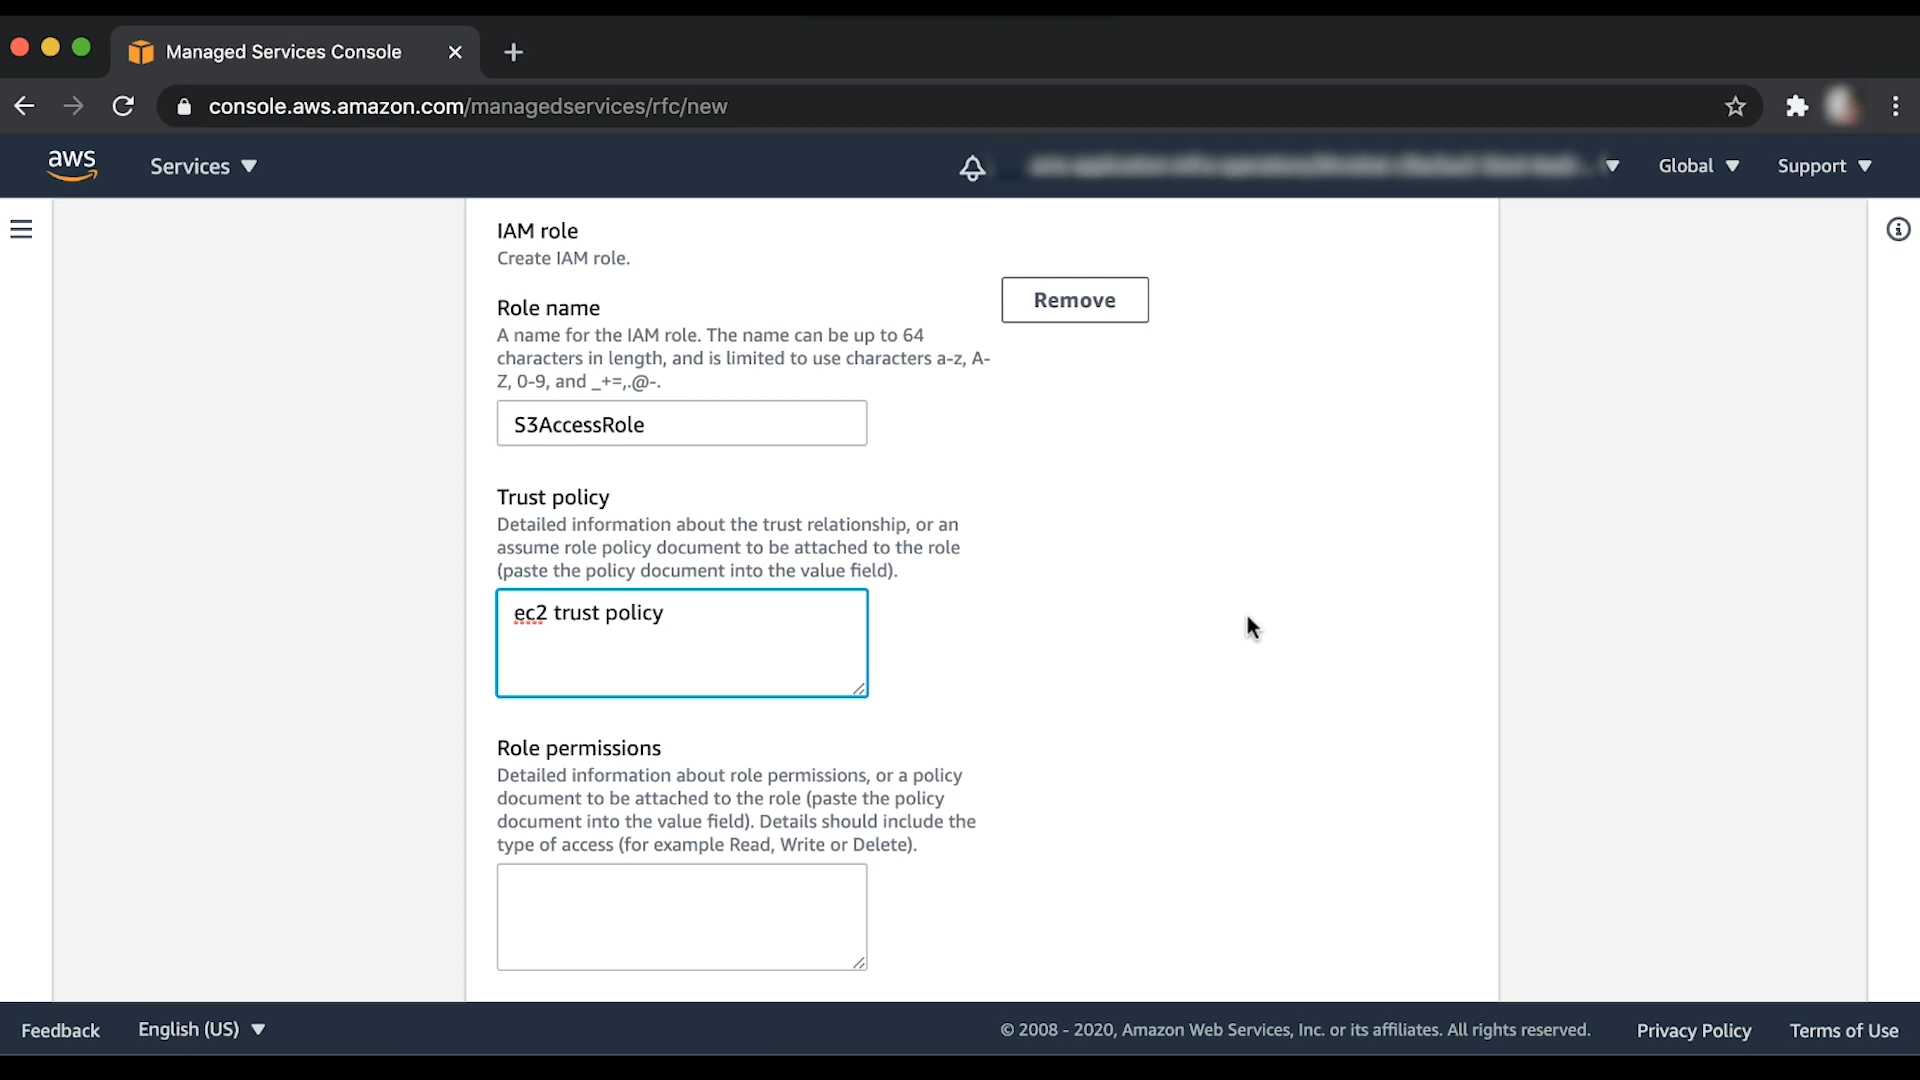 Managed Services Console
console.aws.amazon.com/managedservices/rfc/new
aws
Services
Global
Support
IAM role
Create IAM role.
Remove
Role name
A name for the IAM role. The name can be up to 64
characters in length, and is limited to use characters a-z, A-
Z, 0-9, and _+=,.@-.
S3AccessRole
Trust policy
Detailed information about the trust relationship, or an
assume role policy document to be attached to the role
(paste the policy document into the value field).
ec2 trust policy
Role permissions
Detailed information about role permissions, or a policy
document to be attached to the role (paste the policy
document into the value field). Details should include the
type of access (for example Read, Write or Delete).
Feedback
English (US)
© 2008 - 2020, Amazon Web Services, Inc. or its affiliates. All rights reserved.
Privacy Policy
Terms of Use